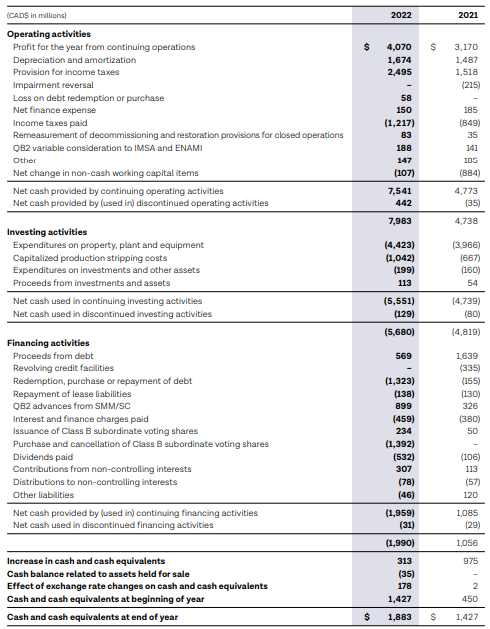 (CAD$ in millions) 2022 2021
Operating activities
Profit for the year from continuing operations $ 4,070 $ 3,170
Depreciation and amortization 1,674 1,487
Provision for income taxes 2,495 1,518
Impairment reversal – (215)
Loss on debt redemption or purchase 58 –
Net finance expense 150 185
Income taxes paid (1,217) (849)
Remeasurement of decommissioning and restoration provisions for closed operations 83 35
QB2 variable consideration to IMSA and ENAMI 188 141
Other 147 185
Net change in non-cash working capital items (107) (884)
Net cash provided by continuing operating activities 7,541 4,773
Net cash provided by (used in) discontinued operating activities 442 (35)
7,983 4,738
Investing activities
Expenditures on property, plant and equipment (4,423) (3,966)
Capitalized production stripping costs (1,042) (667)
Expenditures on investments and other assets (199) (160)
Proceeds from investments and assets 113 54
Net cash used in continuing investing activities (5,551) (4,739)
Net cash used in discontinued investing activities (129) (80)
(5,680) (4,819)
Financing activities
Proceeds from debt 569 1,639
Revolving credit facilities – (335)
Redemption, purchase or repayment of debt (1,323) (155)
Repayment of lease liabilities (138) (130)
QB2 advances from SMM/SC 899 326
Interest and finance charges paid (459) (380)
Issuance of Class B subordinate voting shares 234 50
Purchase and cancellation of Class B subordinate voting shares (1,392) –
Dividends paid (532) (106)
Contributions from non-controlling interests 307 113
Distributions to non-controlling interests (78) (57)
Other liabilities (46) 120
Net cash provided by (used in) continuing financing activities (1,959) 1,085
Net cash used in discontinued financing activities (31) (29)
(1,990) 1,056
Increase in cash and cash equivalents 313 975
Cash balance related to assets held for sale (35) –
Effect of exchange rate changes on cash and cash equivalents 178 2
Cash and cash equivalents at beginning of year 1,427 450
Cash and cash equivalents at end of year $ 1,883 $ 1,427